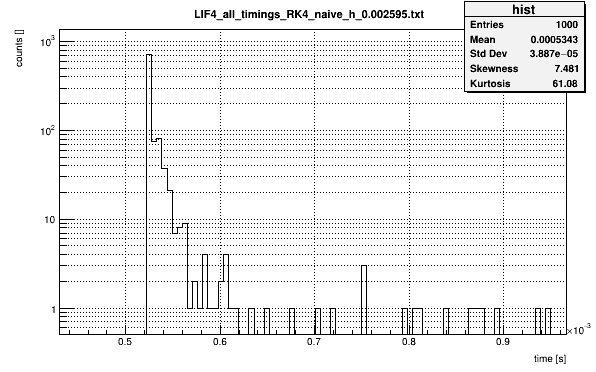 LIF4_all_timings_RK4_naive_h_0.002595.txt
hist
Entries 1000
Mean 0.0005343
Std Dev 3.887e−05
Skewness 7.481
Kurtosis 61.08
counts []
10³
10²
10
1
0.5 0.6 0.7 0.8 0.9 ×10⁻³
time [s]